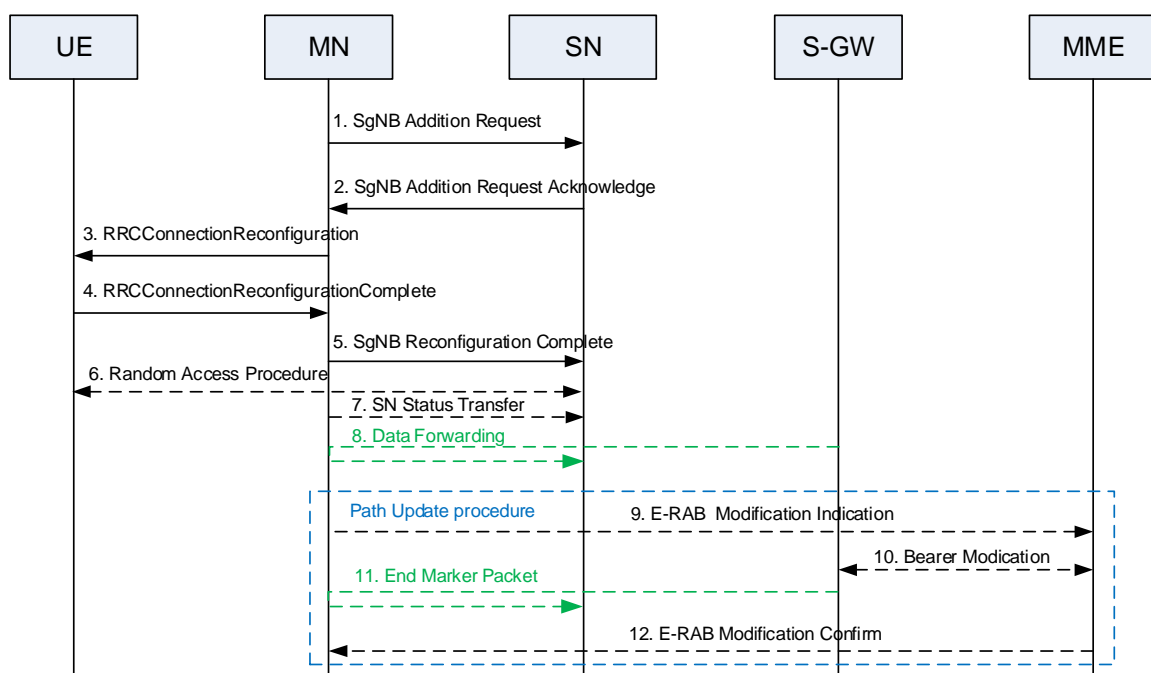 UE
MN
SN
S-GW
MME
1. SgNB Addition Request
2. SgNB Addition Request Acknowledge
3. RRCConnectionReconfiguration
4. RRCConnectionReconfigurationComplete
5. SgNB Reconfiguration Complete
6. Random Access Procedure
7. SN Status Transfer
8. Data Forwarding
Path Update procedure
9. E-RAB Modification Indication
10. Bearer Modication
11. End Marker Packet
12. E-RAB Modification Confirm